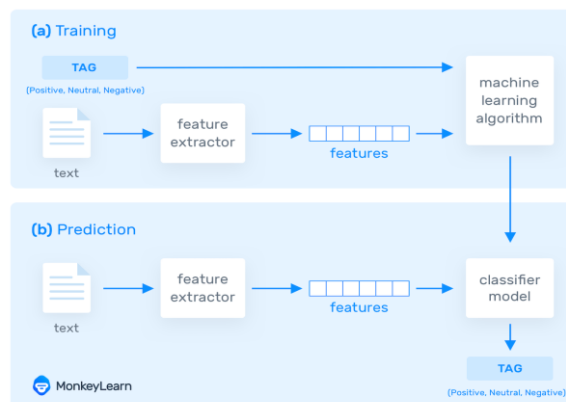 (a) Training
TAG
(Positive, Neutral, Negative)
text
feature
extractor
features
machine
learning
algorithm
(b) Prediction
text
feature
extractor
features
classifier
model
TAG
(Positive, Neutral, Negative)
MonkeyLearn